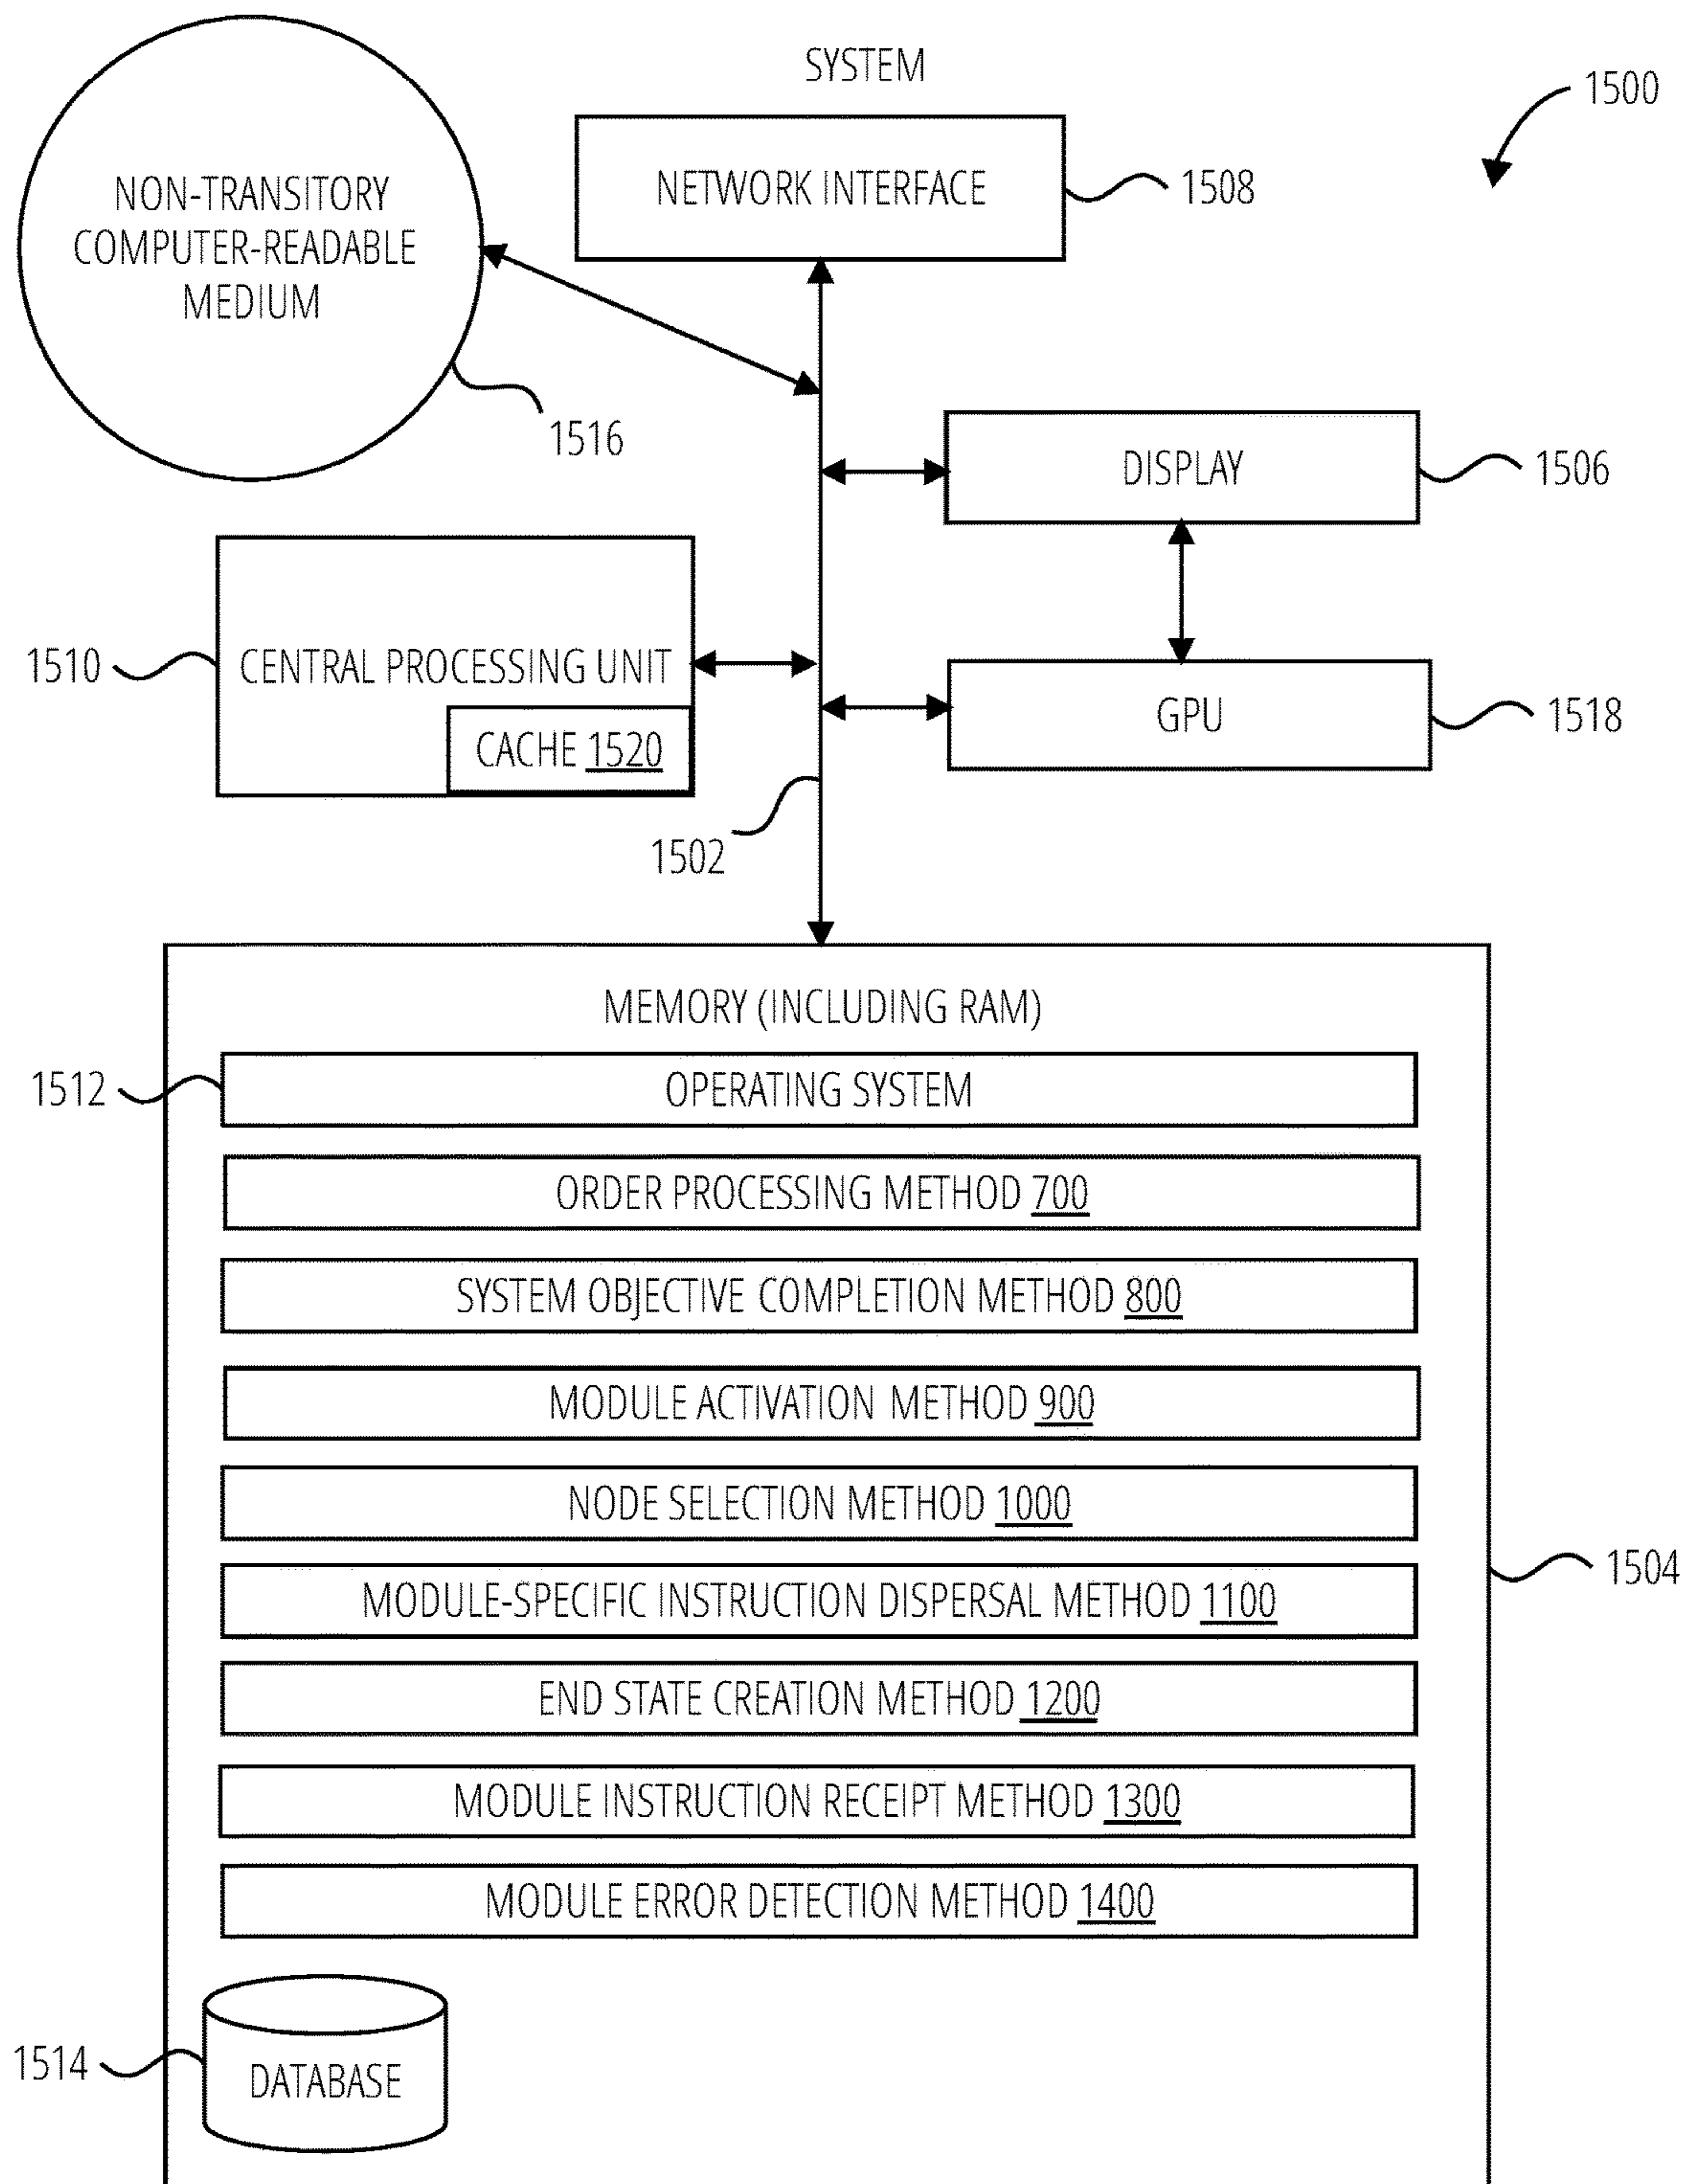 SYSTEM
1500
NON-TRANSITORY
COMPUTER-READABLE
MEDIUM
NETWORK INTERFACE
1508
1516
DISPLAY
1506
1510
CENTRAL PROCESSING UNIT
CACHE 1520
GPU
1518
1502
MEMORY (INCLUDING RAM)
1512
OPERATING SYSTEM
ORDER PROCESSING METHOD 700
SYSTEM OBJECTIVE COMPLETION METHOD 800
MODULE ACTIVATION METHOD 900
NODE SELECTION METHOD 1000
1504
MODULE-SPECIFIC INSTRUCTION DISPERSAL METHOD 1100
END STATE CREATION METHOD 1200
MODULE INSTRUCTION RECEIPT METHOD 1300
MODULE ERROR DETECTION METHOD 1400
1514
DATABASE